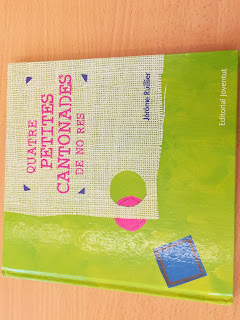 QUATRE
PETITES
CANTONADES
DE NO RES
Jérôme Ruillier
Editorial Joventut